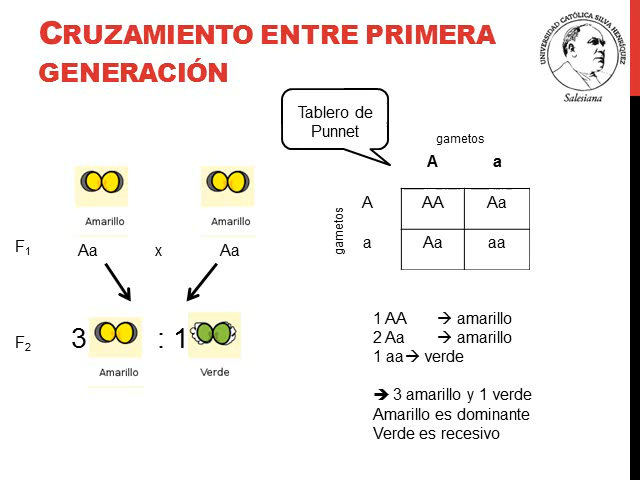 CRUZAMIENTO ENTRE PRIMERA
GENERACIÓN
UNIVERSIDAD CATÓLICA SILVA HENRÍQUEZ
Salesiana
Tablero de
Punnet
gametos
A a
gametos
A AA Aa
a Aa aa
Amarillo Amarillo
F1 Aa x Aa
F2 3 : 1
Amarillo Verde
1 AA → amarillo
2 Aa → amarillo
1 aa → verde
→ 3 amarillo y 1 verde
Amarillo es dominante
Verde es recesivo